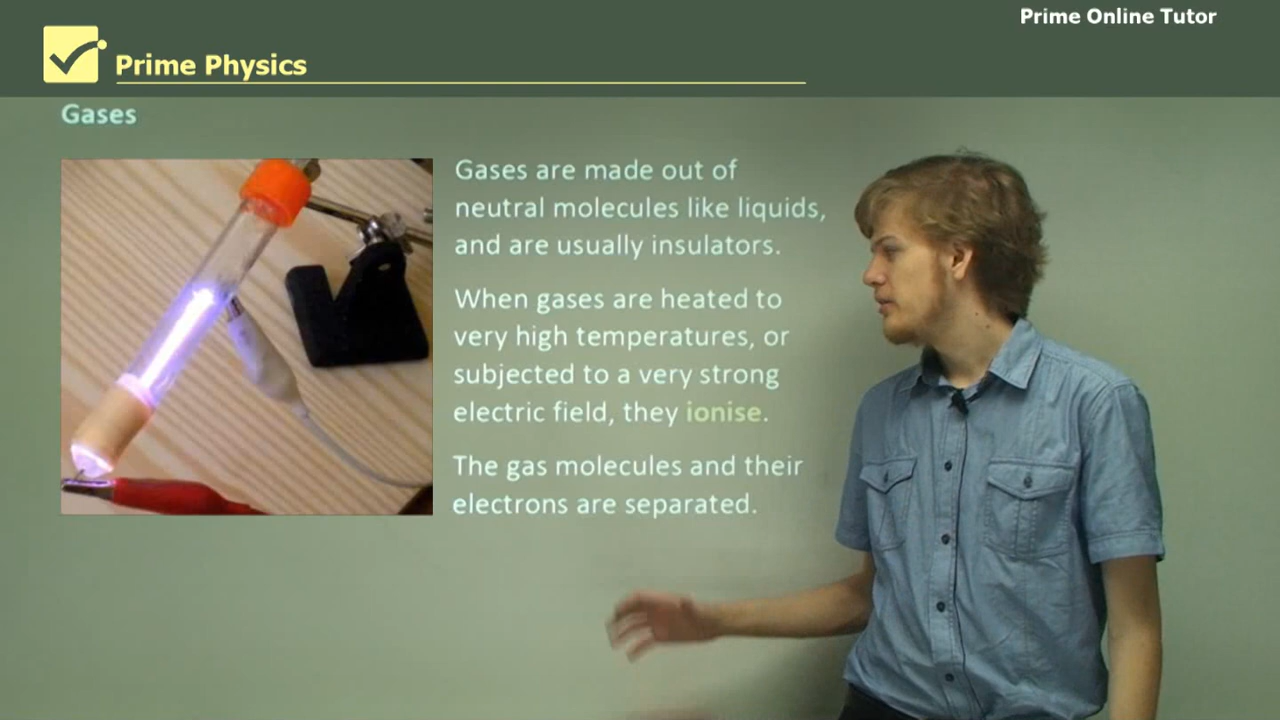 Prime Online Tutor
Prime Physics
Gases
Gases are made out of
neutral molecules like liquids,
and are usually insulators.
When gases are heated to
very high temperatures, or
subjected to a very strong
electric field, they ionise.
The gas molecules and their
electrons are separated.